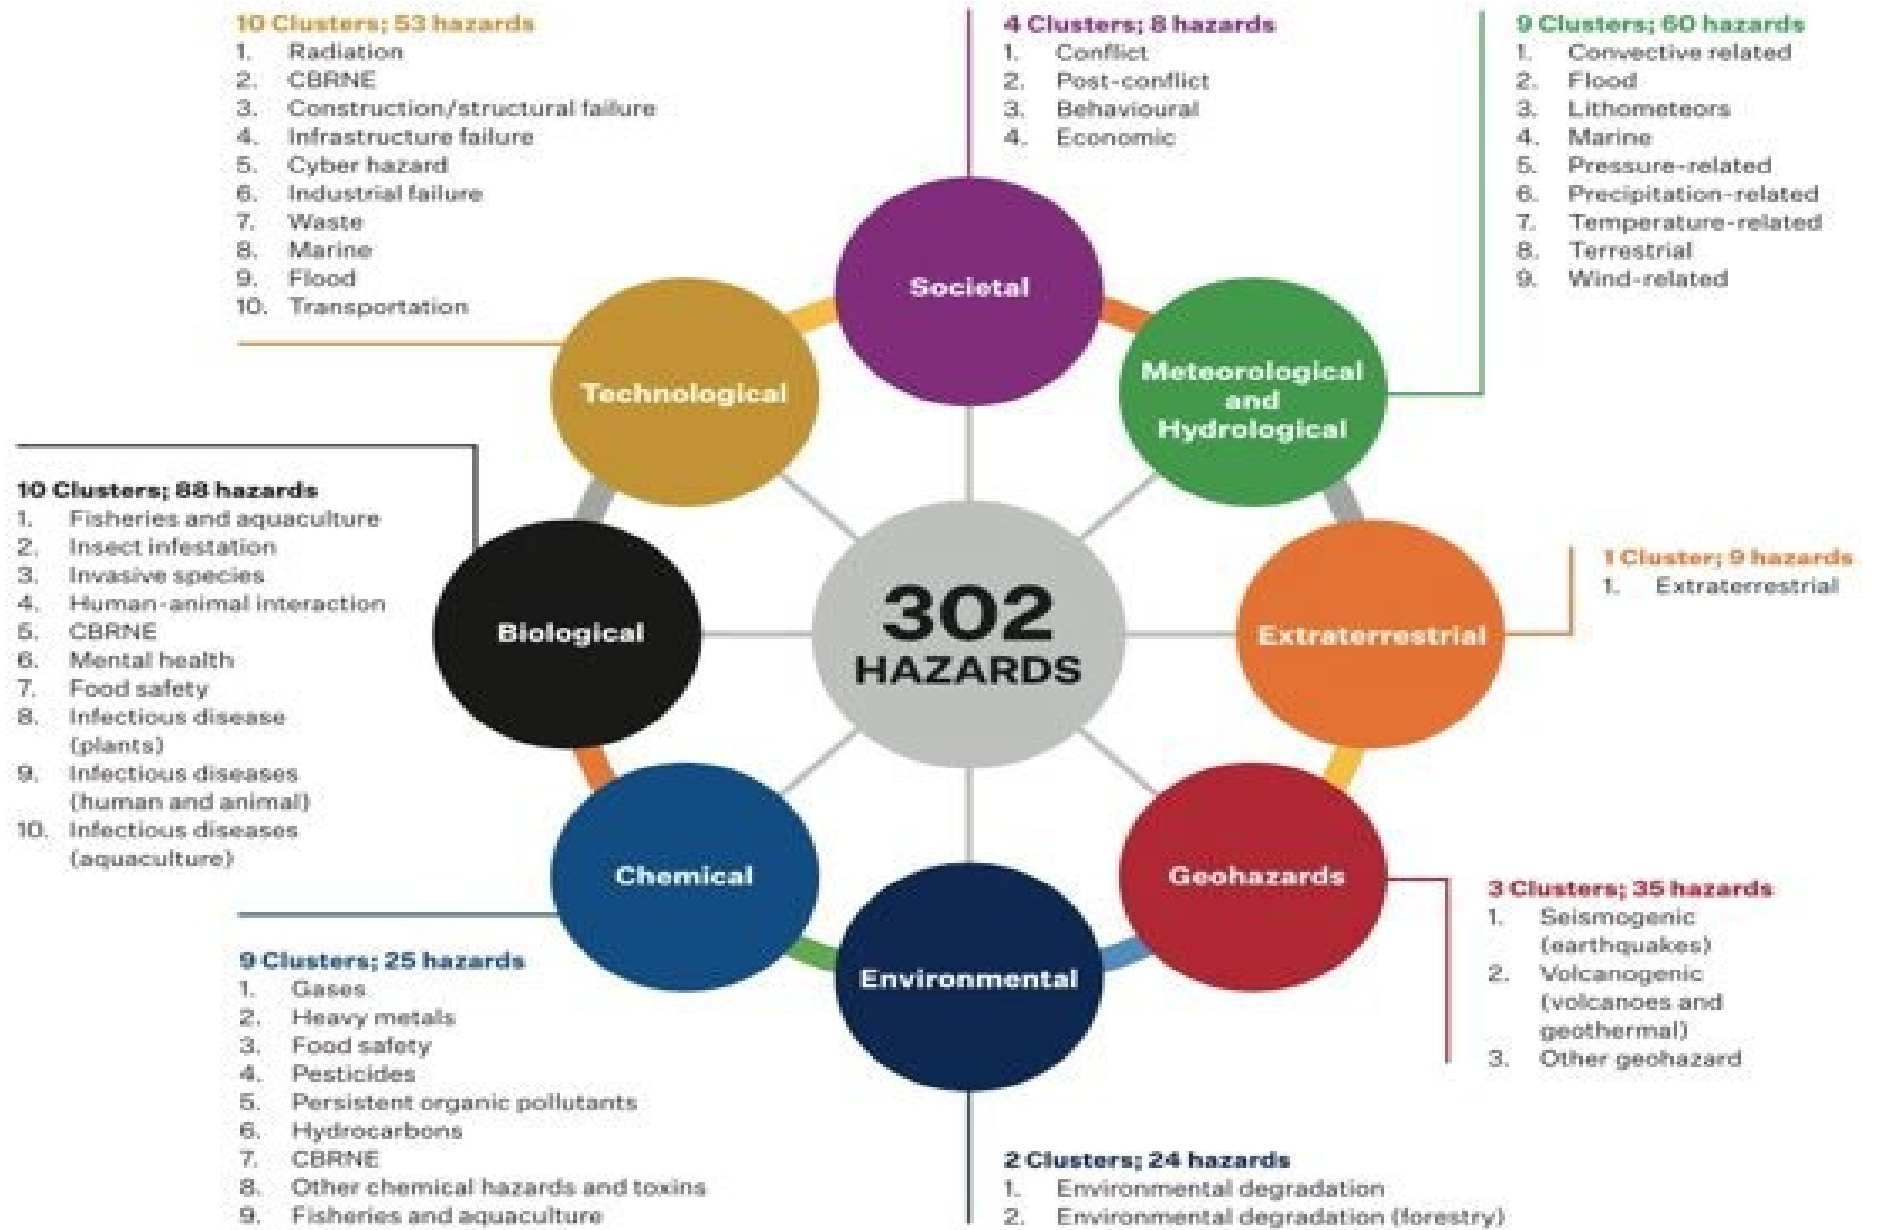 10 Clusters; 53 hazards
1. Radiation
2. CBRNE
3. Construction/structural failure
4. Infrastructure failure
5. Cyber hazard
6. Industrial failure
7. Waste
8. Marine
9. Flood
10. Transportation
4 Clusters; 8 hazards
1. Conflict
2. Post-conflict
3. Behavioural
4. Economic
9 Clusters; 60 hazards
1. Convective related
2. Flood
3. Lithometeors
4. Marine
5. Pressure-related
6. Precipitation-related
7. Temperature-related
8. Terrestrial
9. Wind-related
Societal
Technological
Meteorological
and
Hydrological
10 Clusters; 88 hazards
1. Fisheries and aquaculture
2. Insect infestation
3. Invasive species
4. Human-animal interaction
5. CBRNE
6. Mental health
7. Food safety
8. Infectious disease
(plants)
9. Infectious diseases
(human and animal)
10. Infectious diseases
(aquaculture)
Biological
302
HAZARDS
Extraterrestrial
1 Cluster; 9 hazards
1. Extraterrestrial
Chemical
Environmental
Geohazards
3 Clusters; 35 hazards
1. Seismogenic
(earthquakes)
2. Volcanogenic
(volcanoes and
geothermal)
3. Other geohazard
9 Clusters; 25 hazards
1. Gases
2. Heavy metals
3. Food safety
4. Pesticides
5. Persistent organic pollutants
6. Hydrocarbons
7. CBRNE
8. Other chemical hazards and toxins
9. Fisheries and aquaculture
2 Clusters; 24 hazards
1. Environmental degradation
2. Environmental degradation (forestry)